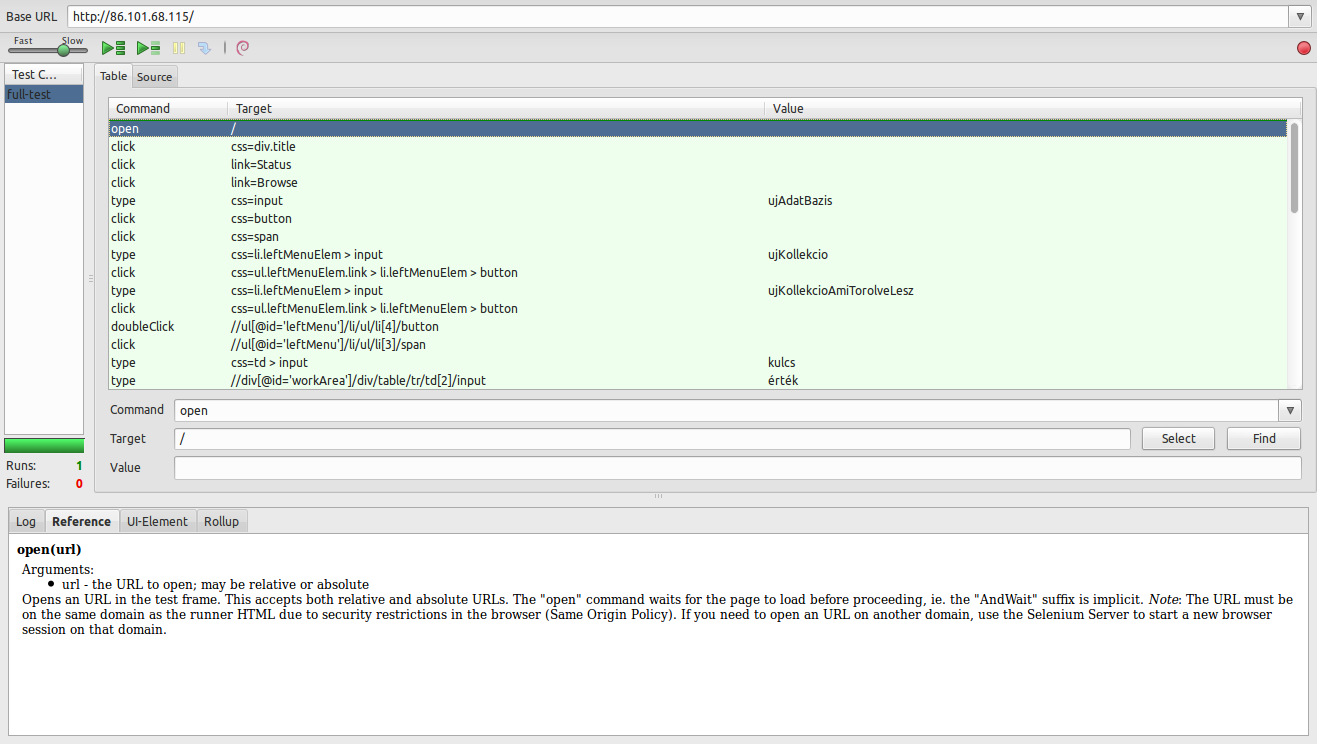 Base URL http://86.101.68.115/
Fast Slow
Test C...
full-test
Runs: 1
Failures: 0
Table Source
Command Target Value
open /
click css=div.title
click link=Status
click link=Browse
type css=input ujAdatBazis
click css=button
click css=span
type css=li.leftMenuElem > input ujKollekcio
click css=ul.leftMenuElem.link > li.leftMenuElem > button
type css=li.leftMenuElem > input ujKollekcioAmiTorolveLesz
click css=ul.leftMenuElem.link > li.leftMenuElem > button
doubleClick //ul[@id='leftMenu']/li/ul/li[4]/button
click //ul[@id='leftMenu']/li/ul/li[3]/span
type css=td > input kulcs
type //div[@id='workArea']/div/table/tr/td[2]/input érték
Command open
Target / Select Find
Value
Log Reference UI-Element Rollup
open(url)
Arguments:
• url - the URL to open; may be relative or absolute
Opens an URL in the test frame. This accepts both relative and absolute URLs. The "open" command waits for the page to load before proceeding, ie. the "AndWait" suffix is implicit. Note: The URL must be
on the same domain as the runner HTML due to security restrictions in the browser (Same Origin Policy). If you need to open an URL on another domain, use the Selenium Server to start a new browser
session on that domain.